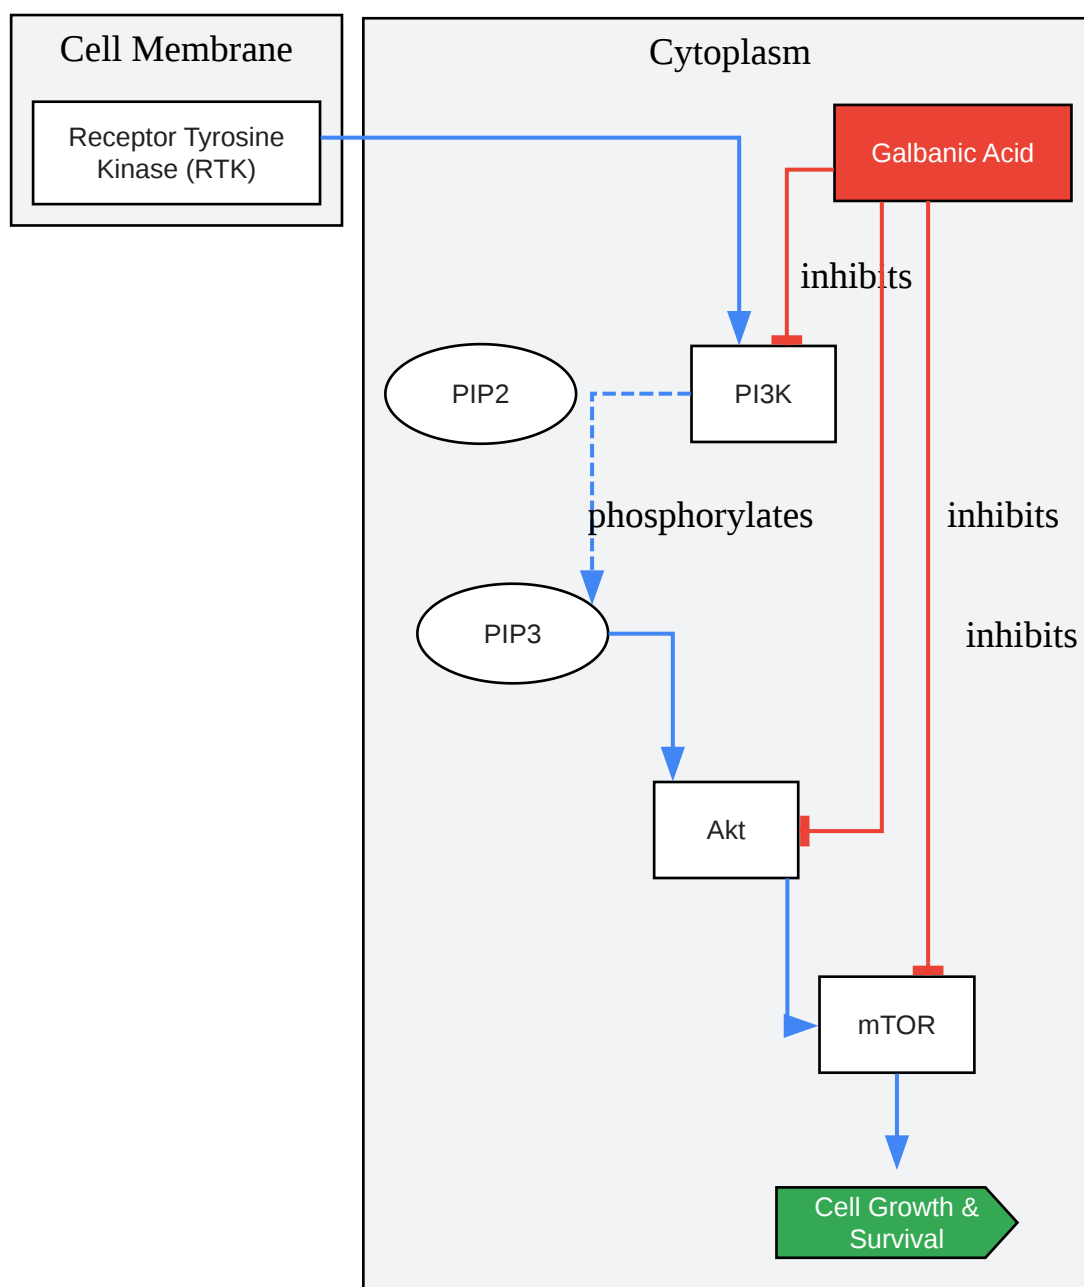 Cell Membrane
Receptor Tyrosine
Kinase (RTK)
Cytoplasm
Galbanic Acid
inhibits
PIP2
PI3K
phosphorylates
inhibits
PIP3
inhibits
Akt
mTOR
Cell Growth &
Survival